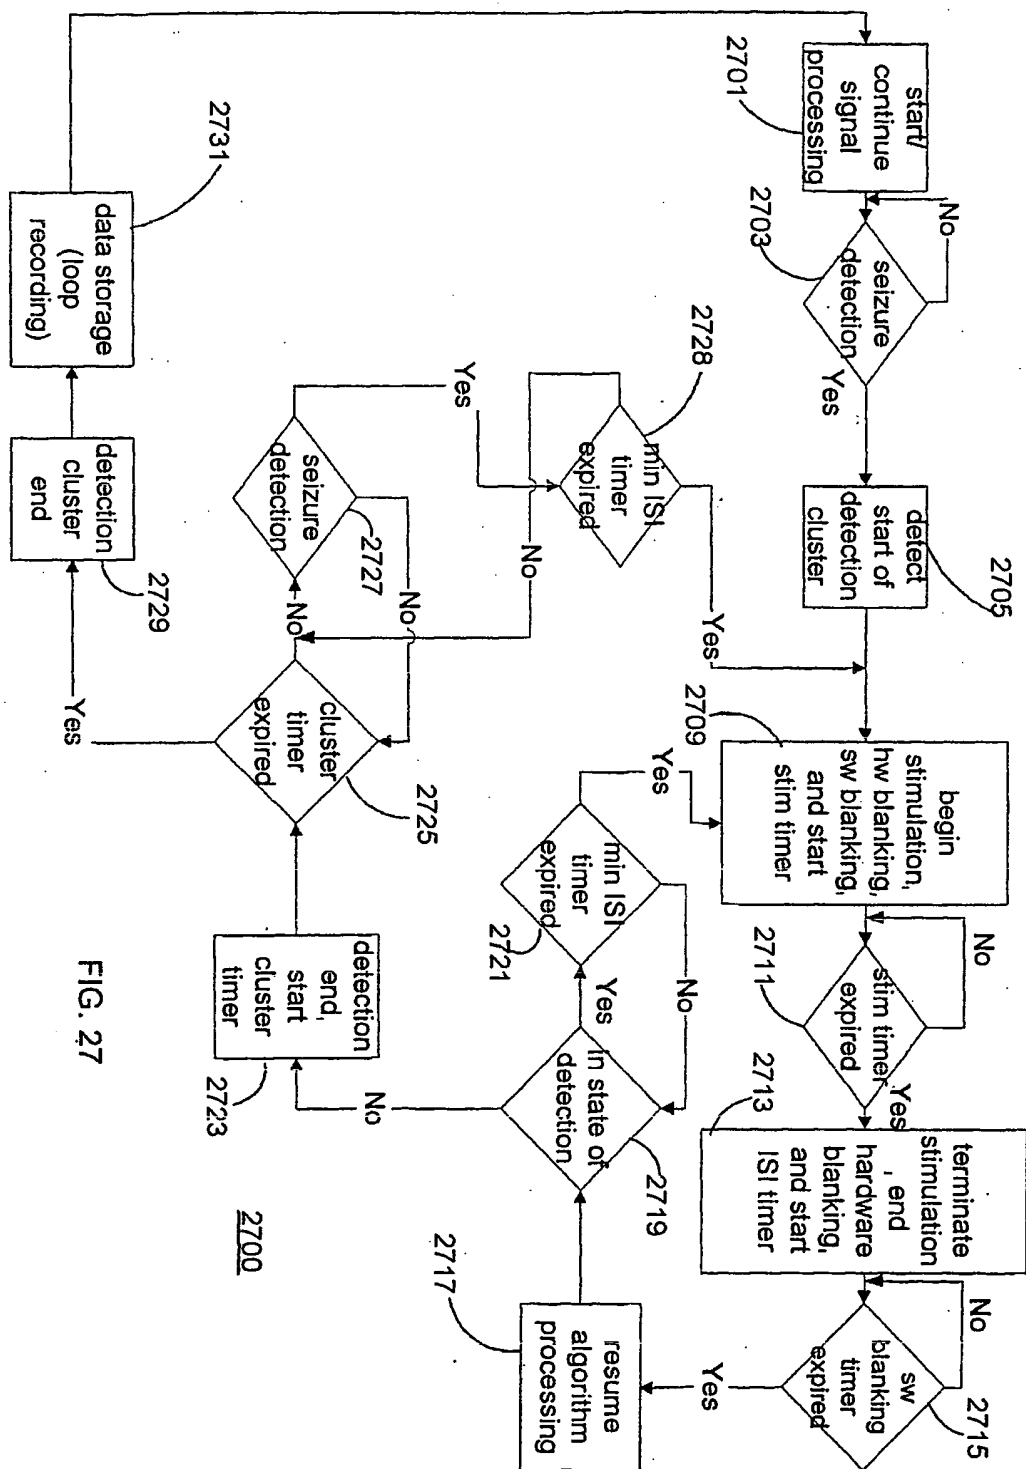 2701
start/
continue
signal
processing
No
2703
seizure
detection
Yes
2705
detect
start of
detection
cluster
2709
begin
stimulation,
hw blanking,
sw blanking,
and start
stim timer
No
2711
stim timer
expired
Yes
2713
terminate
stimulation
, end
hardware
blanking,
and start
ISI timer
No
sw
blanking
timer
expired
2715
Yes
2728
min ISI
timer
expired
Yes
No
Yes
min ISI
timer
expired
2721
No
Yes
in state of
detection
2719
No
resume
algorithm
processing
2717
Yes
seizure
detection
2727
No
No
cluster
timer
expired
2725
detection
end,
start
cluster
timer
2723
2731
data storage
(loop
recording)
detection
cluster
end
2729
Yes
2700
FIG. 27